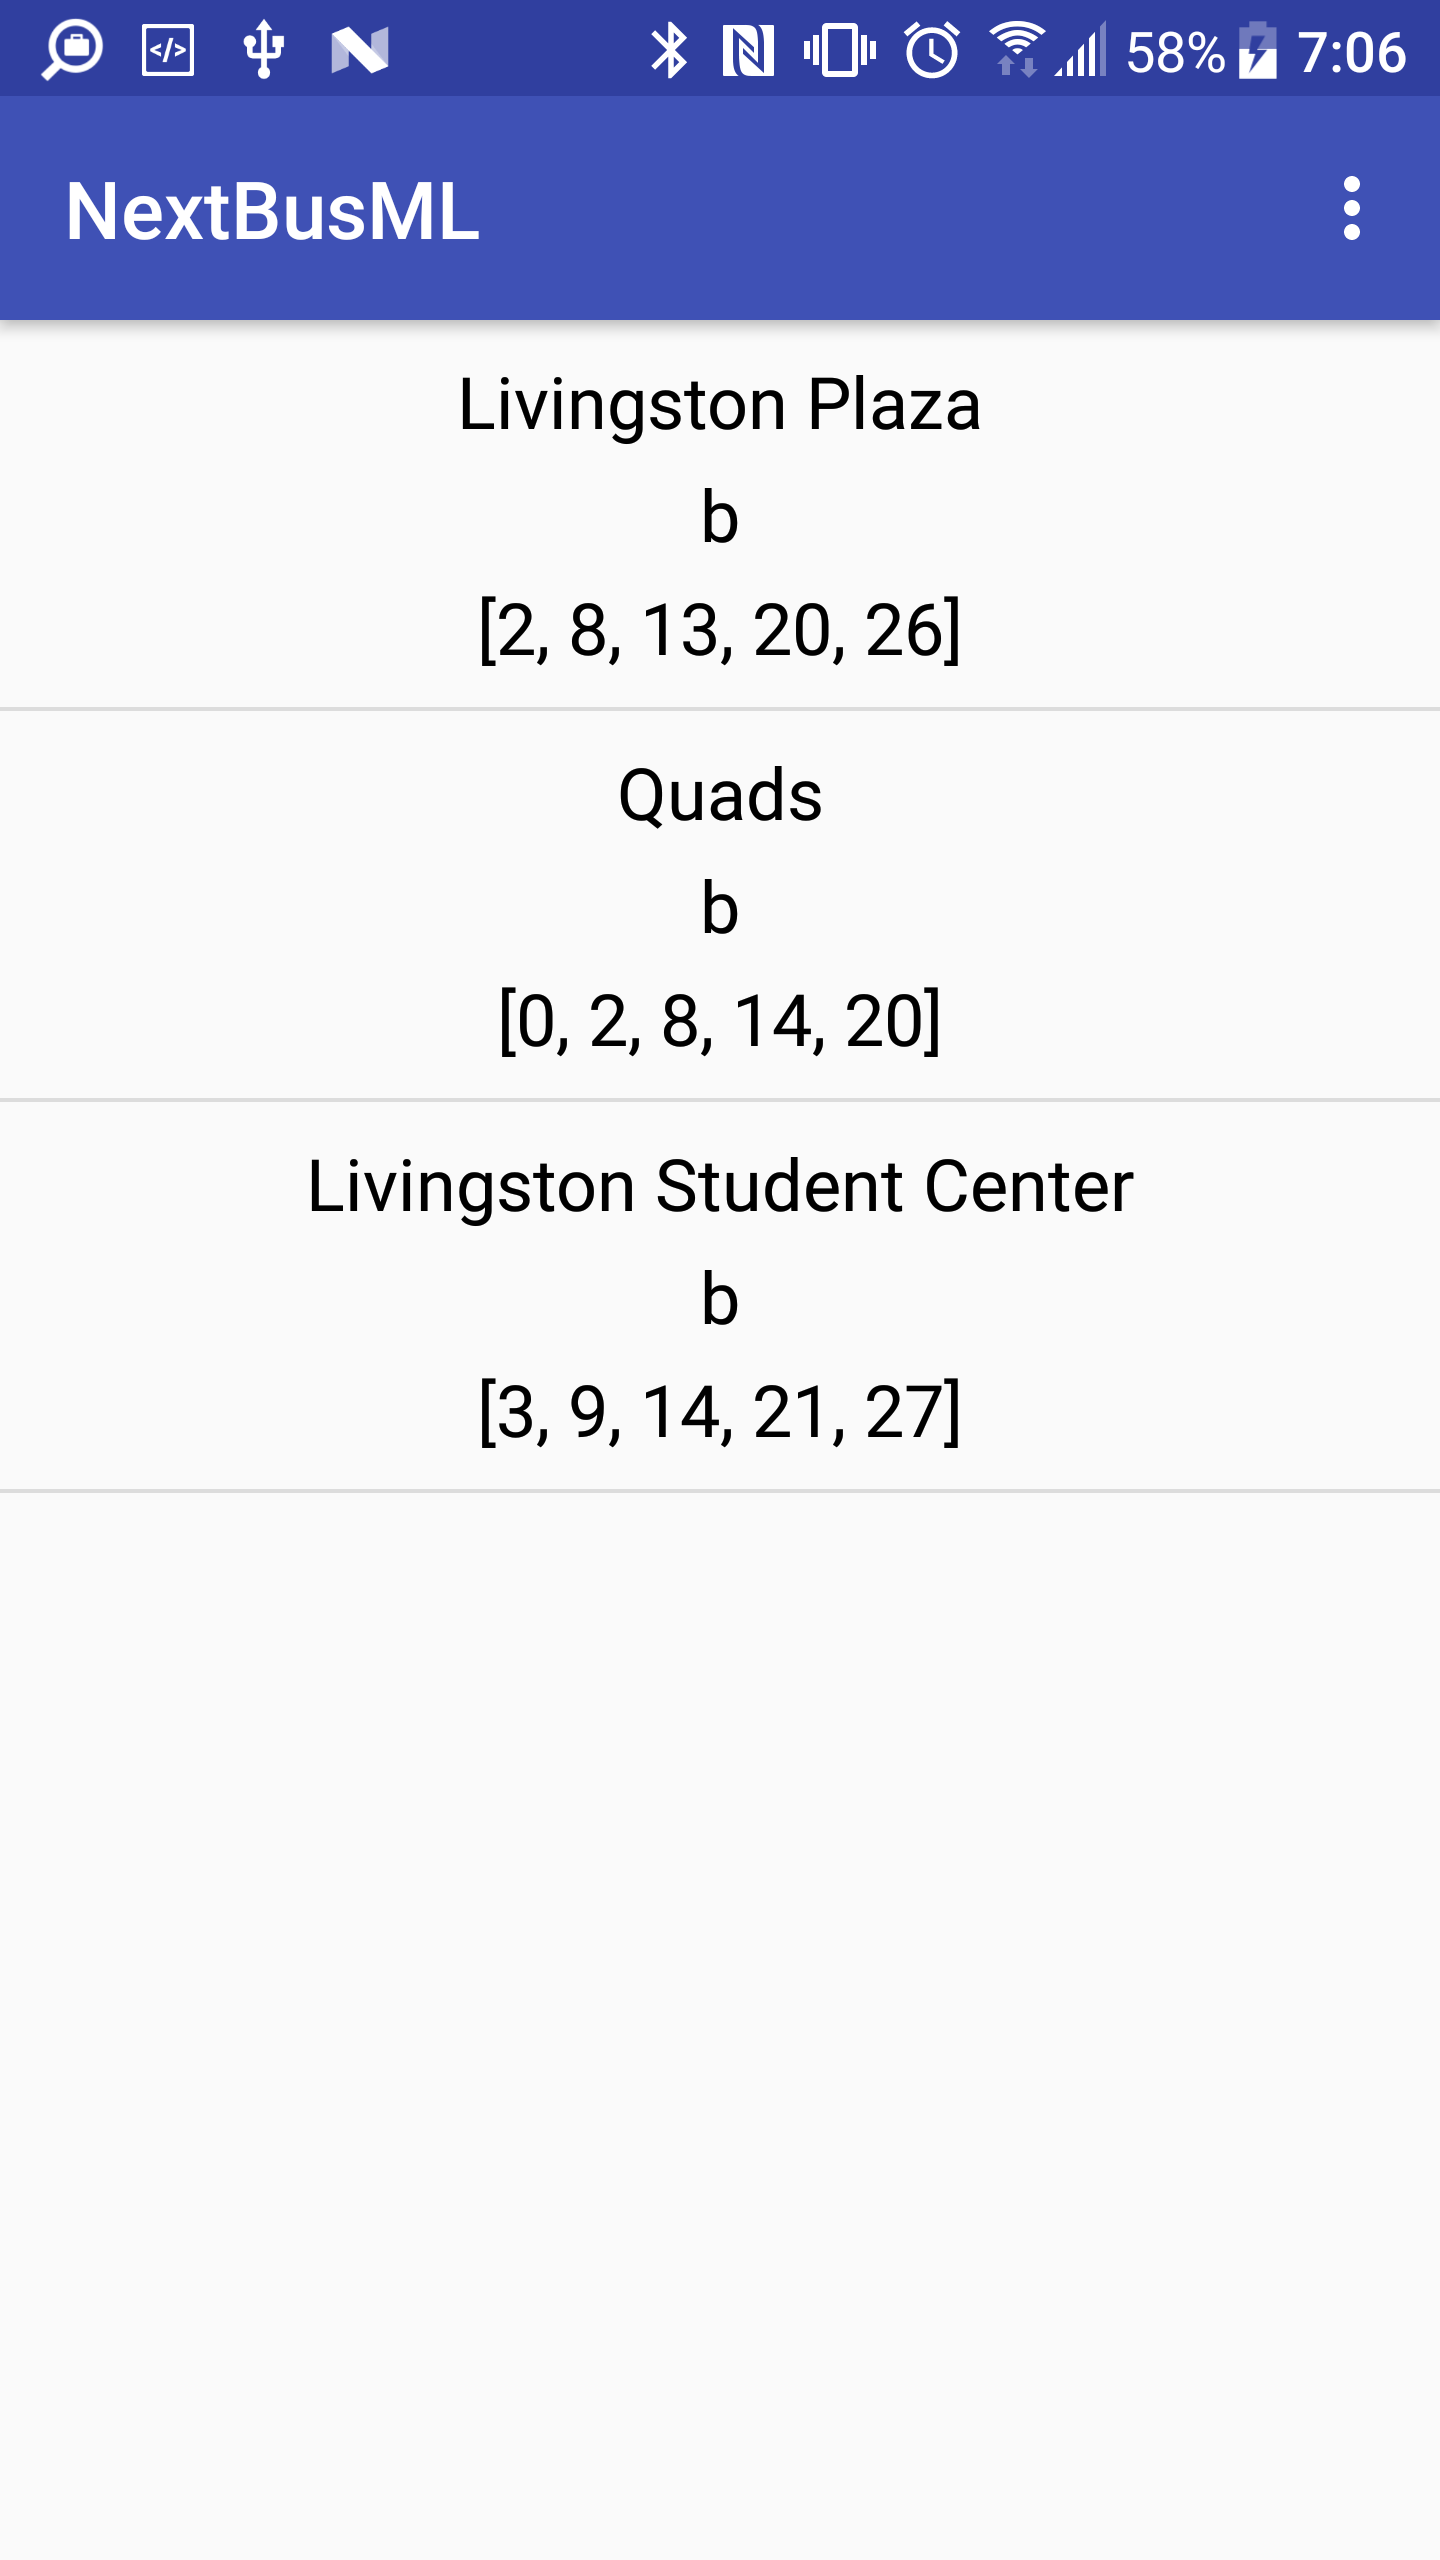 58% 7:06
NextBusML
Livingston Plaza
b
[2, 8, 13, 20, 26]
Quads
b
[0, 2, 8, 14, 20]
Livingston Student Center
b
[3, 9, 14, 21, 27]